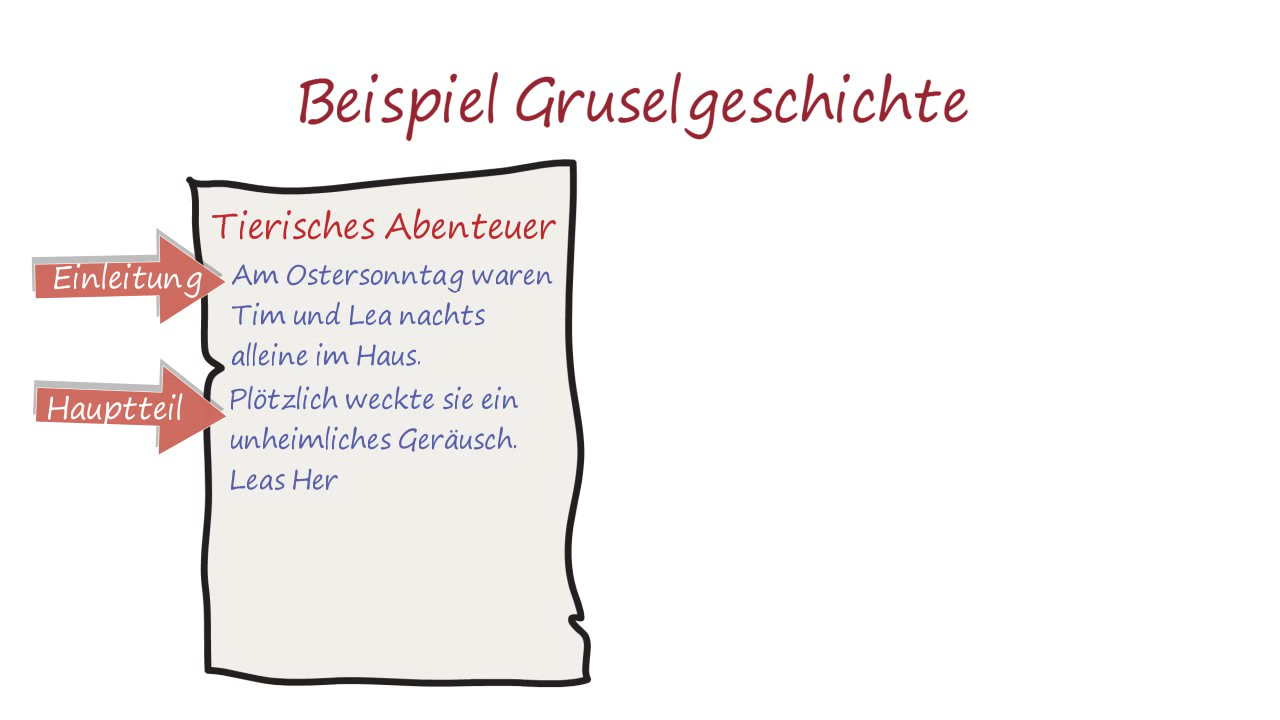 Beispiel Gruselgeschichte
Tierisches Abenteuer
Einleitung
Am Ostersonntag waren
Tim und Lea nachts
alleine im Haus.
Hauptteil
Plötzlich weckte sie ein
unheimliches Geräusch.
Leas Her